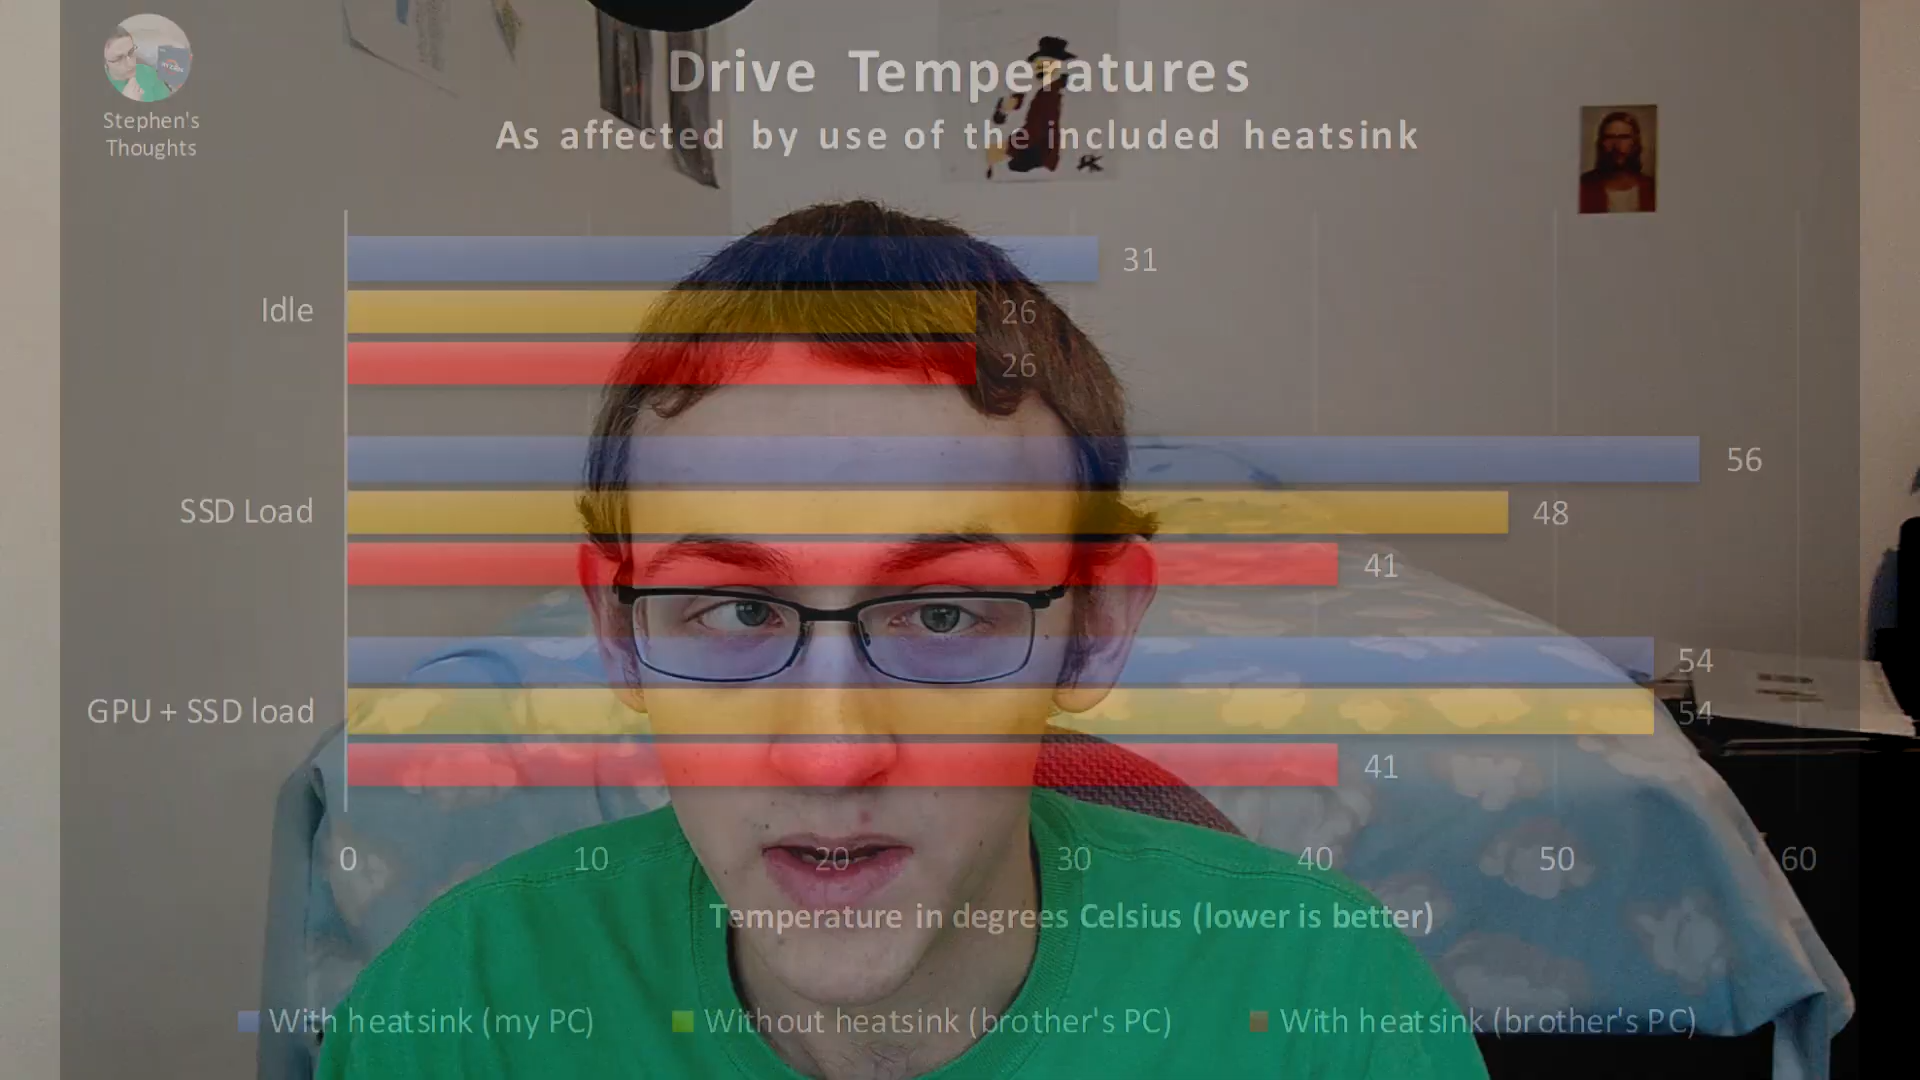 Stephen's
Thoughts
Drive Temperatures
As affected by use of the included heatsink
Idle
31
26
26
SSD Load
56
48
41
GPU + SSD load
54
54
41
0 10 20 30 40 50 60
Temperature in degrees Celsius (lower is better)
With heatsink (my PC) Without heatsink (brother's PC) With heatsink (brother's PC)